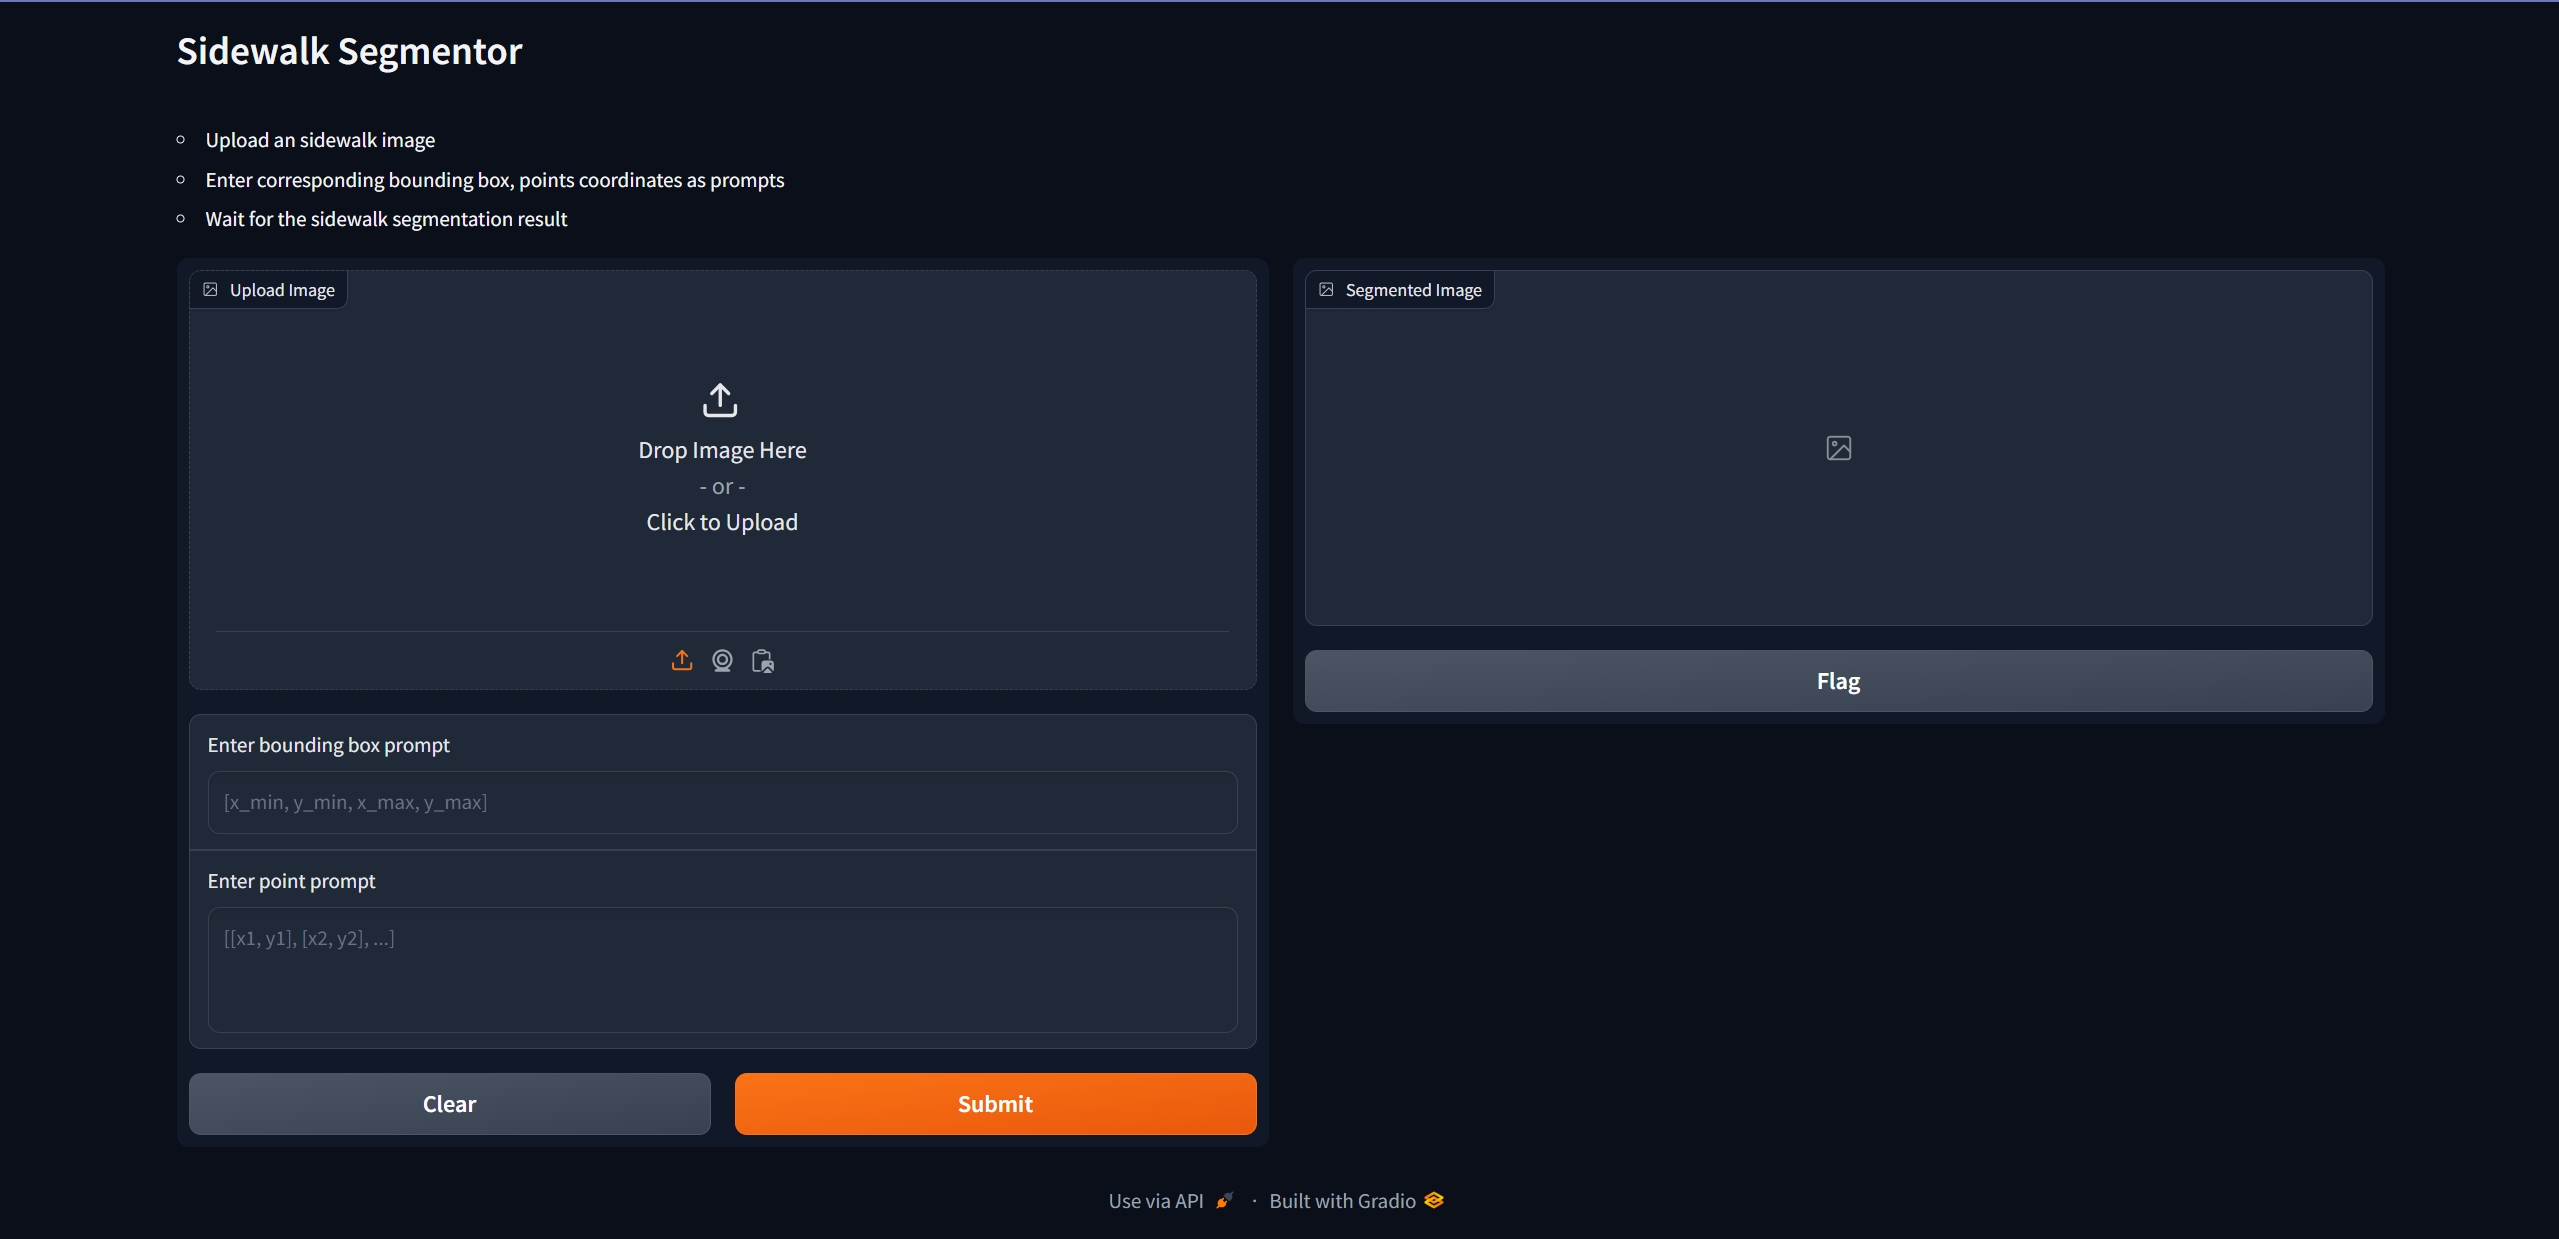 Sidewalk Segmentor
Upload an sidewalk image
Enter corresponding bounding box, points coordinates as prompts
Wait for the sidewalk segmentation result
Upload Image
Drop Image Here
- or -
Click to Upload
Enter bounding box prompt
[x_min, y_min, x_max, y_max]
Enter point prompt
[[x1, y1], [x2, y2], ...]
Clear
Submit
Segmented Image
Flag
Use via API · Built with Gradio